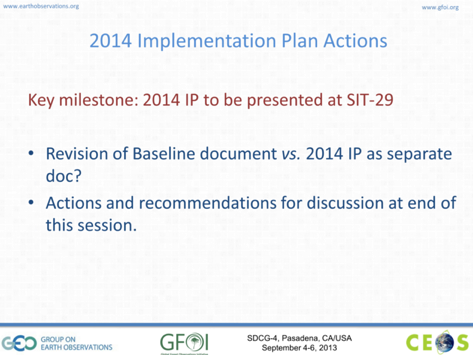 www.earthobservations.org
www.gfoi.org
2014 Implementation Plan Actions
Key milestone: 2014 IP to be presented at SIT-29
• Revision of Baseline document vs. 2014 IP as separate
doc?
• Actions and recommendations for discussion at end of
this session.
GEO GROUP ON
EARTH OBSERVATIONS
GFOI
SDCG-4, Pasadena, CA/USA
September 4-6, 2013
CEOS